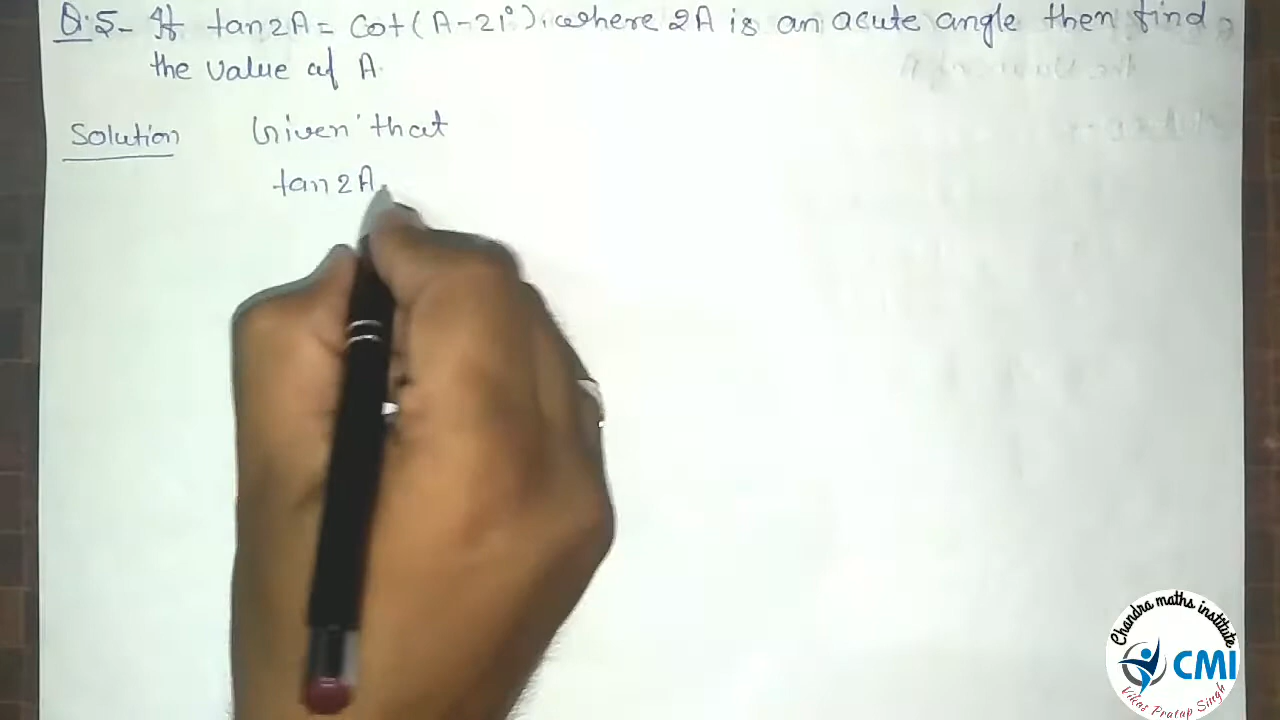 Q.5- If tan2A = cot(A-21°), where 2A is an acute angle then find
the value of A.
Solution Given that
tan2A
Chandra maths institute
CMI
Vikas Pratap Singh